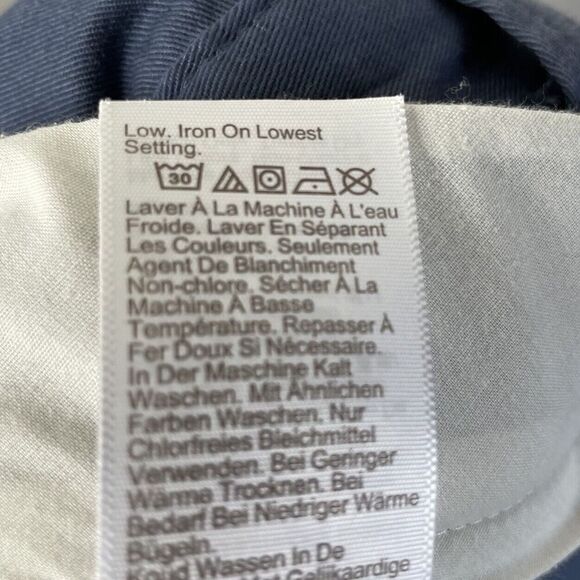 Low. Iron On Lowest
Setting.
30
Laver À La Machine À L'eau
Froide. Laver En Séparant
Les Couleurs. Seulement
Agent De Blanchiment
Non-chlore. Sécher À La
Machine À Basse
Température. Repasser À
Fer Doux Si Nécessaire.
In Der Maschine Kalt
Waschen. Mit Ähnlichen
Farben Waschen. Nur
Chlorfreies Bleichmittel
Verwenden. Bei Geringer
Wärme Trocknen. Bei
Bedarf Bei Niedriger Wärme
Bügeln.
Koud Wassen In De
Met Gelijkaardige